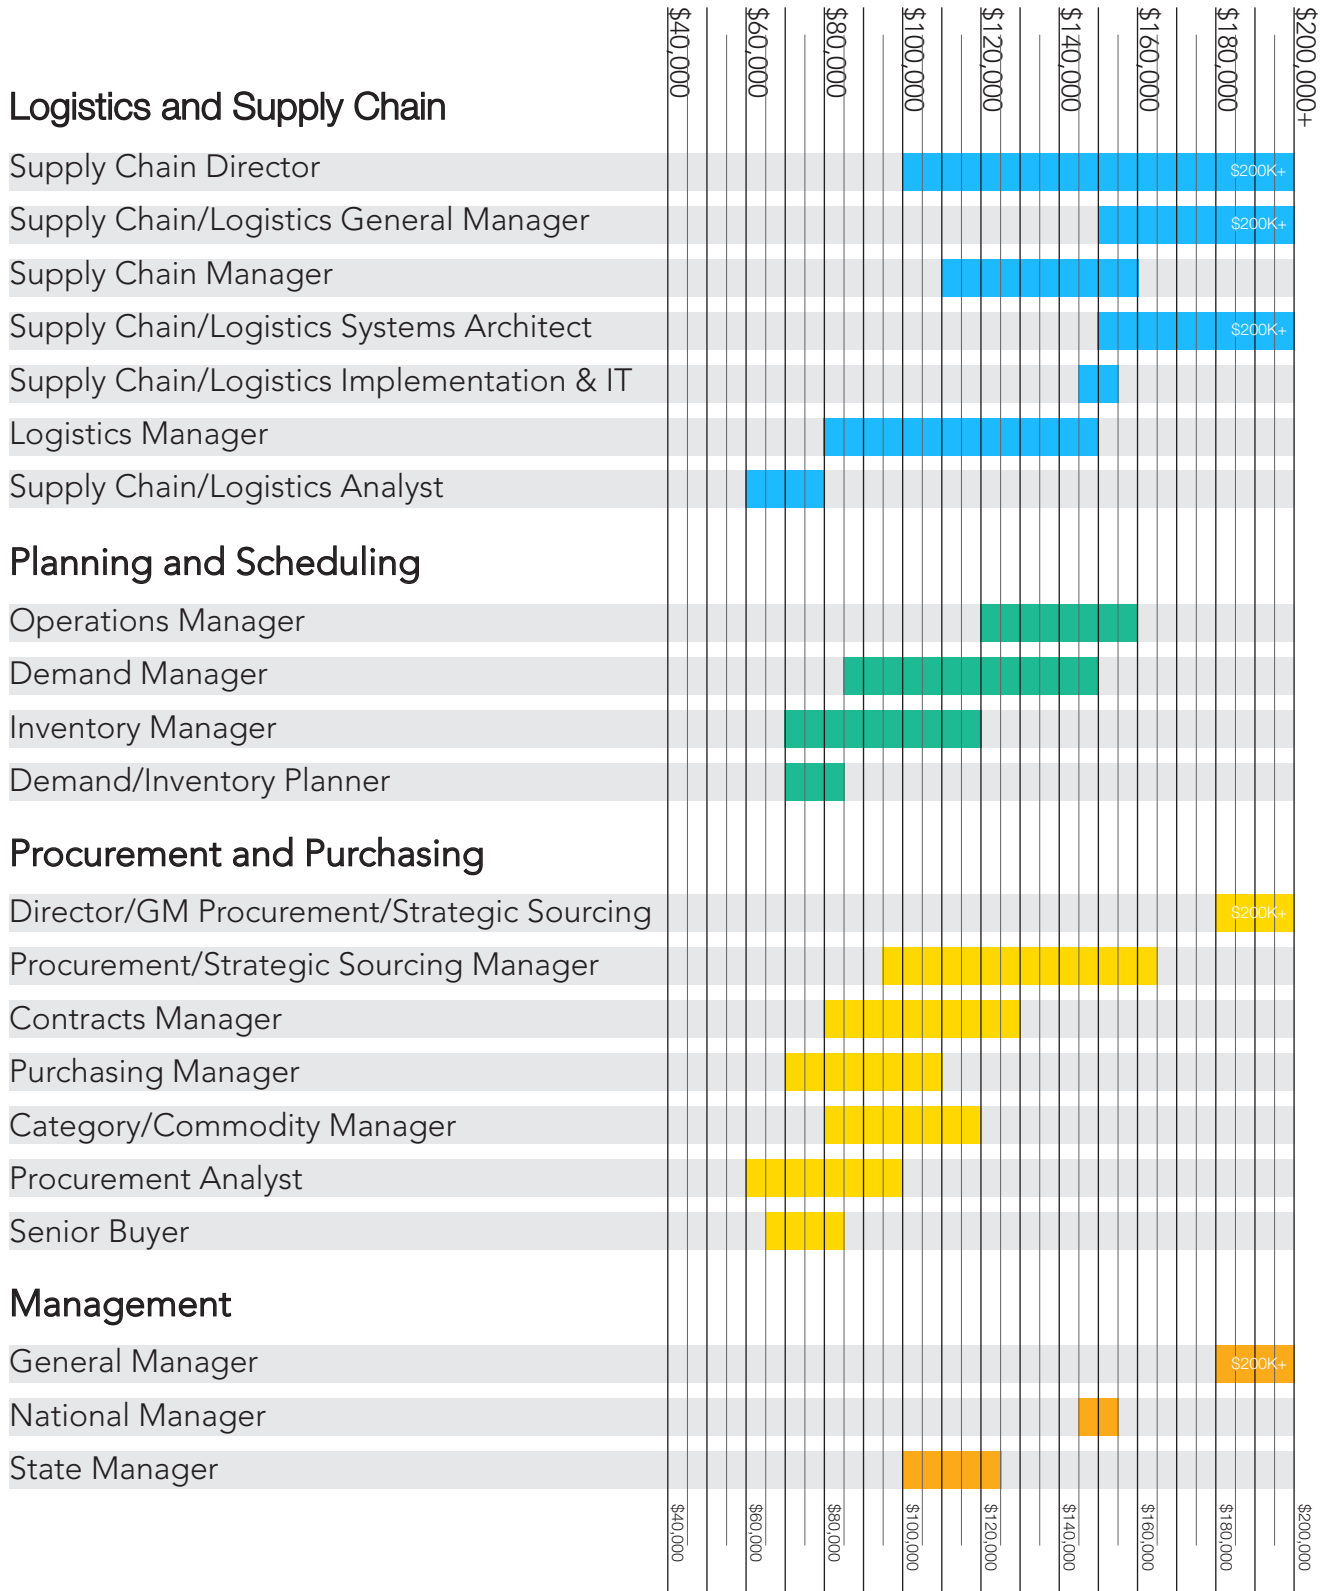 $40,000
$60,000
$80,000
$100,000
$120,000
$140,000
$160,000
$180,000
$200,000+
Logistics and Supply Chain
Supply Chain Director
$200K+
Supply Chain/Logistics General Manager
$200K+
Supply Chain Manager
Supply Chain/Logistics Systems Architect
$200K+
Supply Chain/Logistics Implementation & IT
Logistics Manager
Supply Chain/Logistics Analyst
Planning and Scheduling
Operations Manager
Demand Manager
Inventory Manager
Demand/Inventory Planner
Procurement and Purchasing
Director/GM Procurement/Strategic Sourcing
$200K+
Procurement/Strategic Sourcing Manager
Contracts Manager
Purchasing Manager
Category/Commodity Manager
Procurement Analyst
Senior Buyer
Management
General Manager
$200K+
National Manager
State Manager
$40,000
$60,000
$80,000
$100,000
$120,000
$140,000
$160,000
$180,000
$200,000